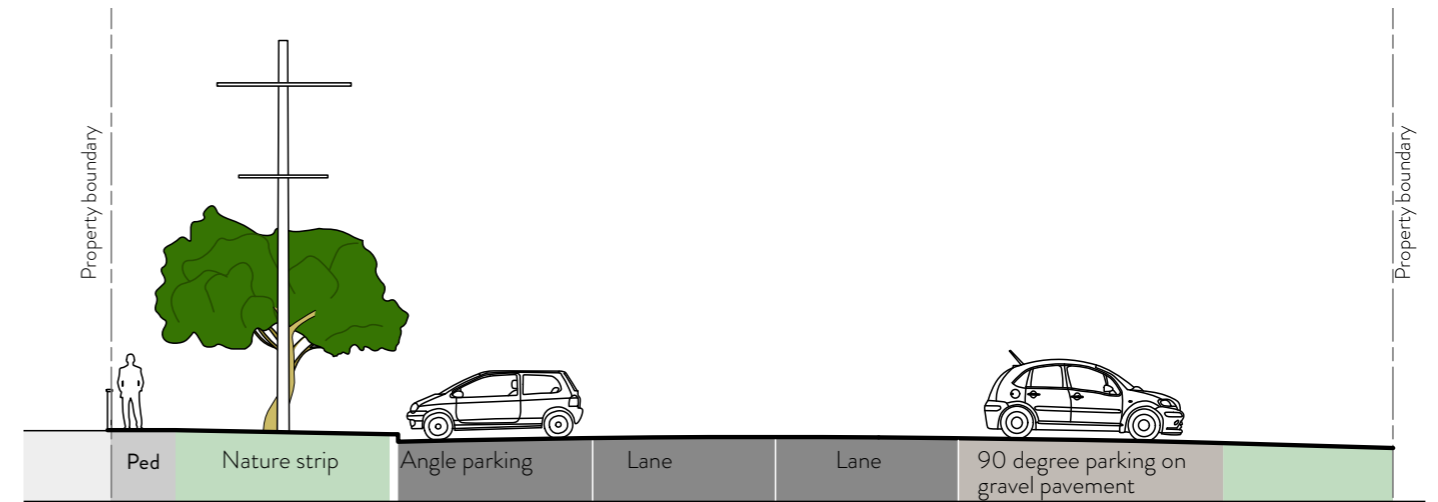 Property boundary
Property boundary
Ped
Nature strip
Angle parking
Lane
Lane
90 degree parking on
gravel pavement